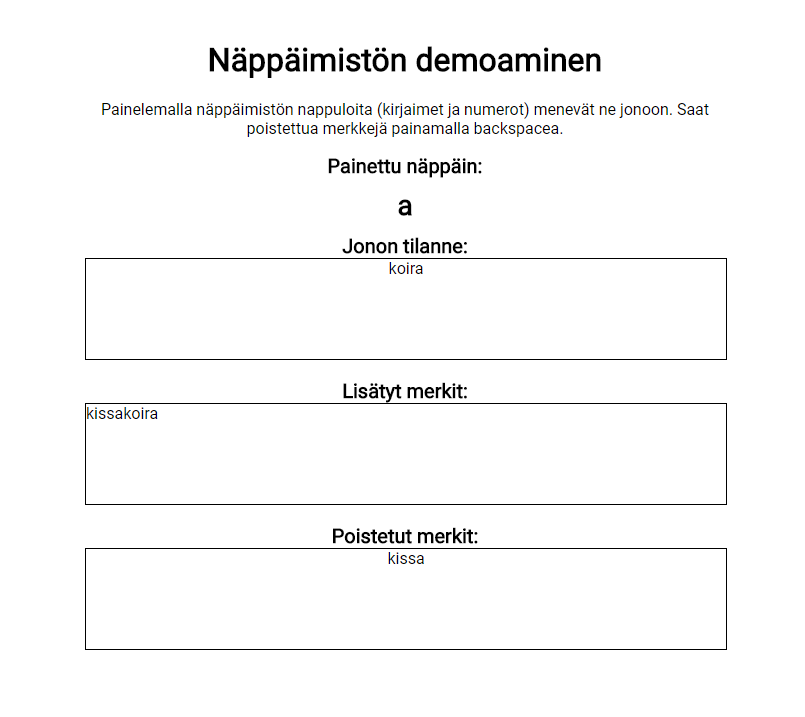 Näppäimistön demoaminen
Painelemalla näppäimistön nappuloita (kirjaimet ja numerot) menevät ne jonoon. Saat
poistettua merkkejä painamalla backspacea.
Painettu näppäin:
a
Jonon tilanne:
koira
Lisätyt merkit:
kissakoira
Poistetut merkit:
kissa